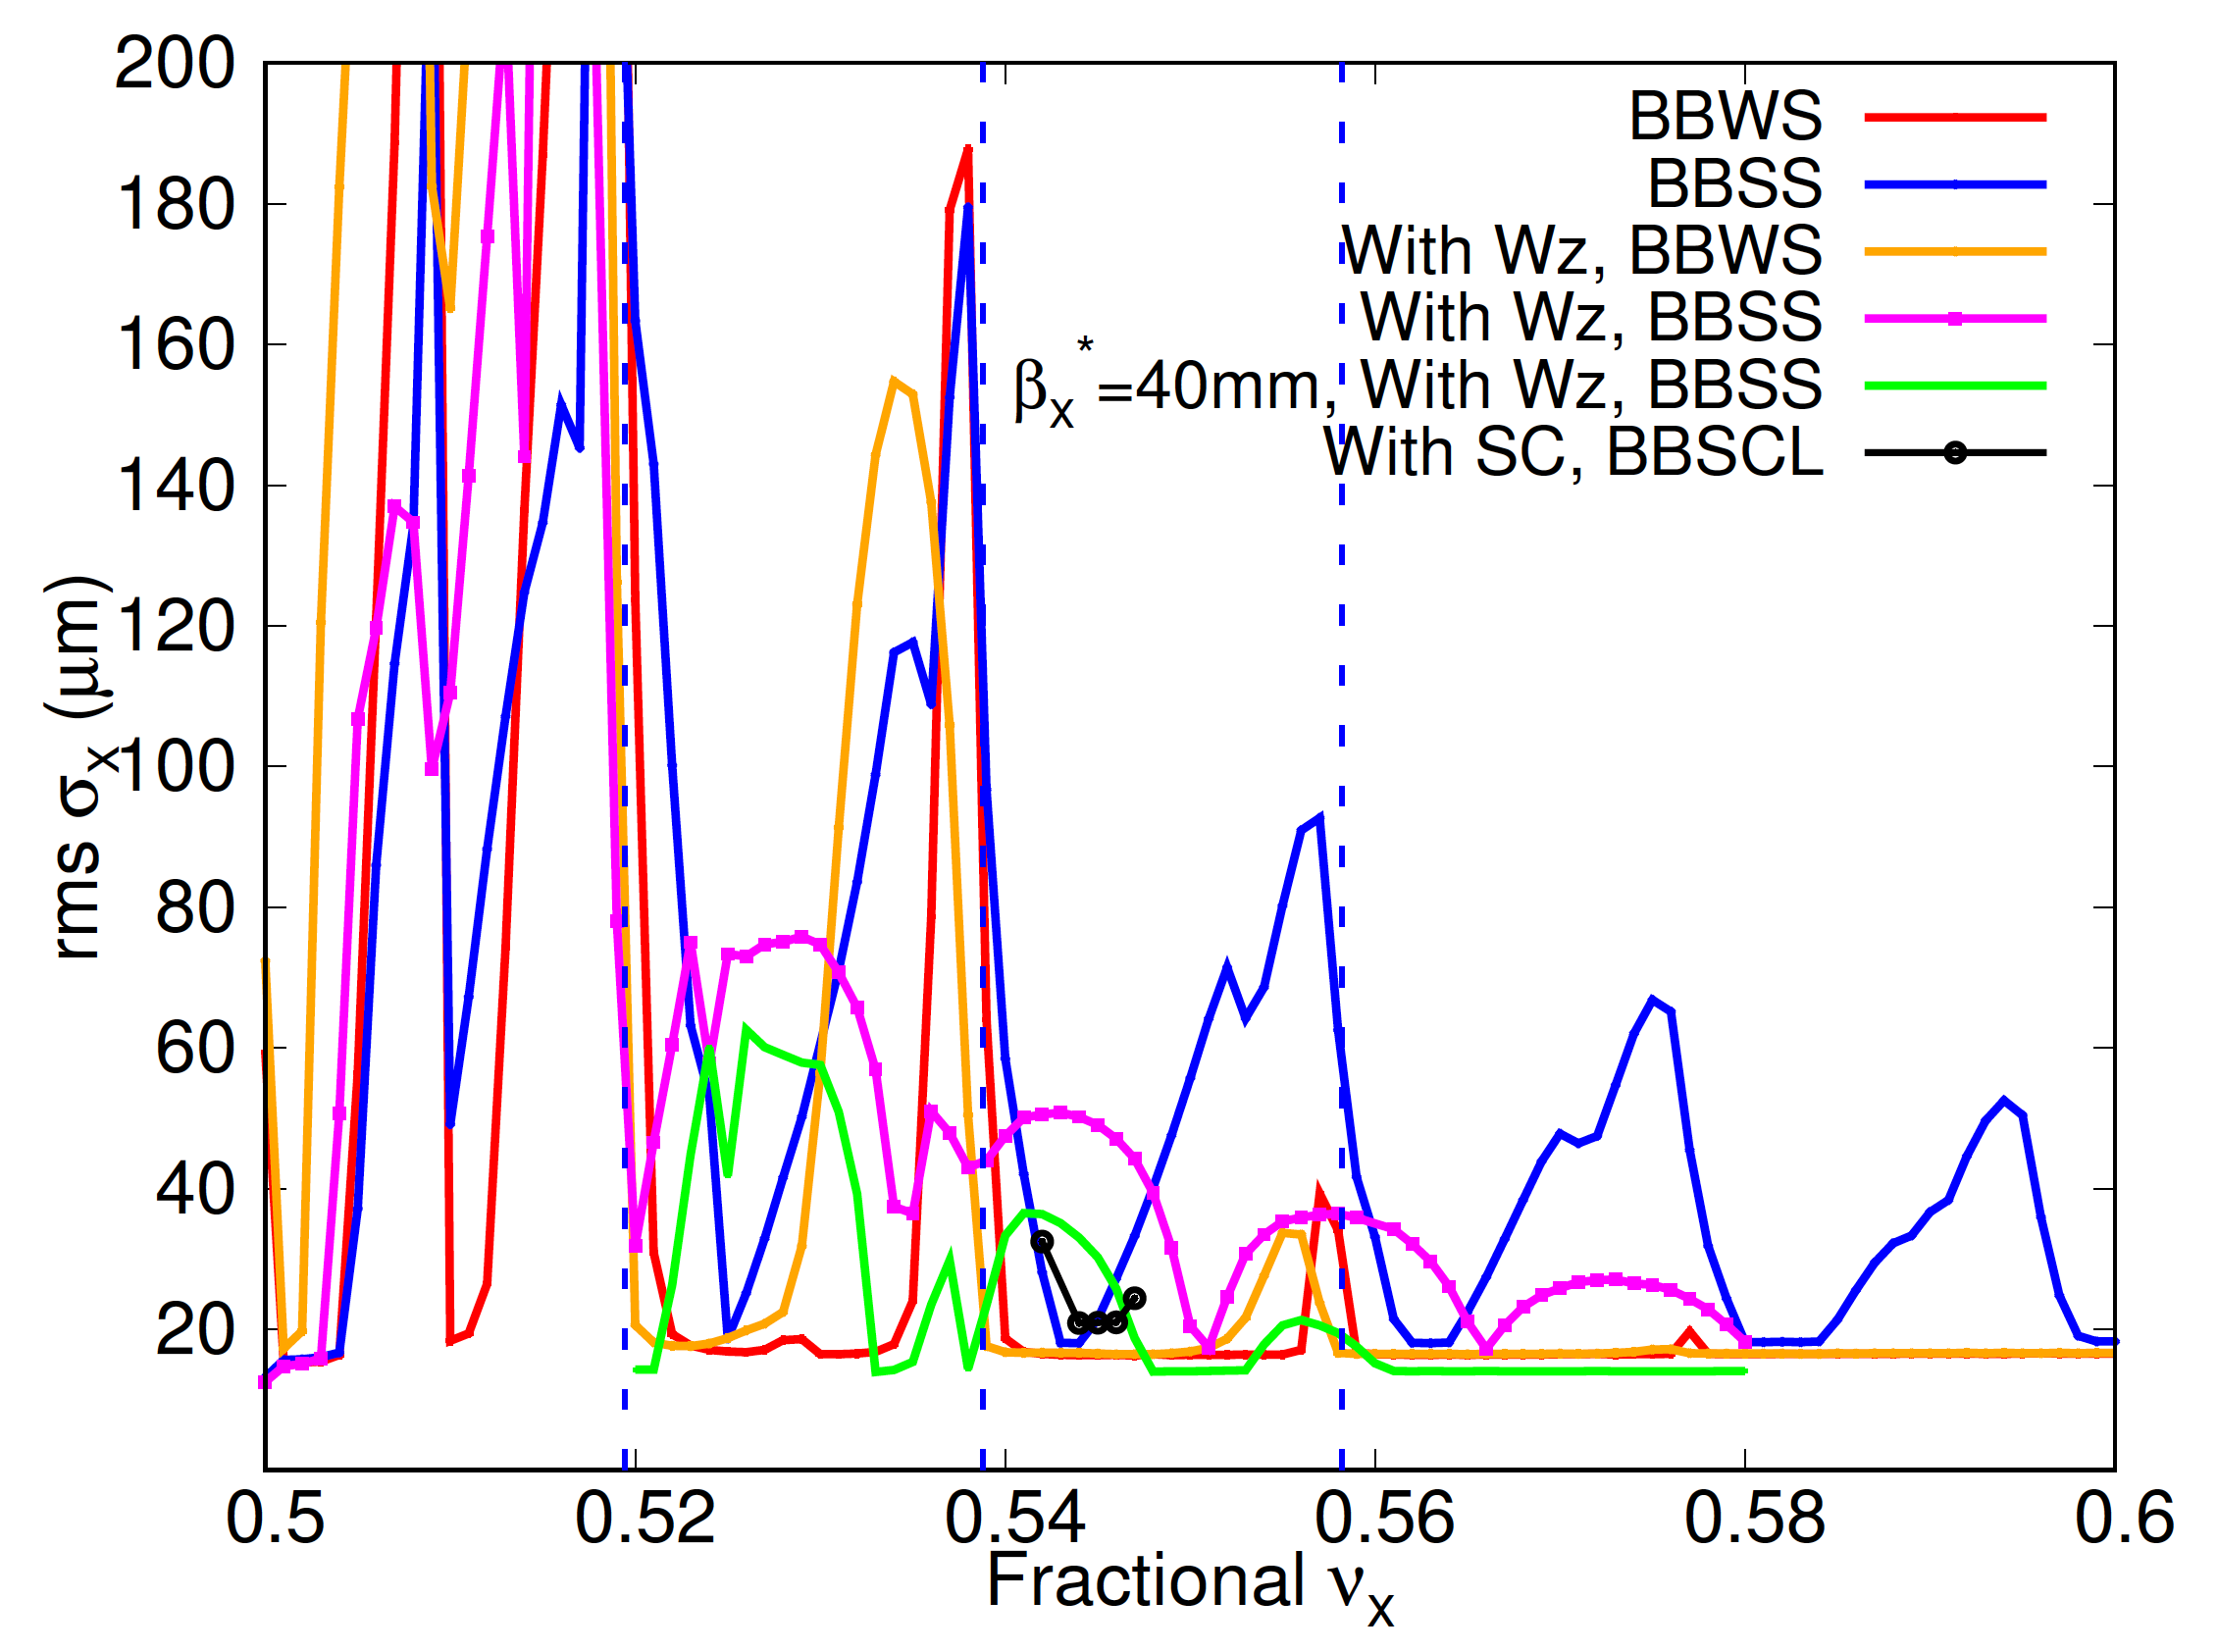 200
180
160
140
120
100
80
60
40
20
rms σx (μm)
BBWS
BBSS
With Wz, BBWS
With Wz, BBSS
βx*=40mm, With Wz, BBSS
With SC, BBSCL
0.5 0.52 0.54 0.56 0.58 0.6
Fractional νx